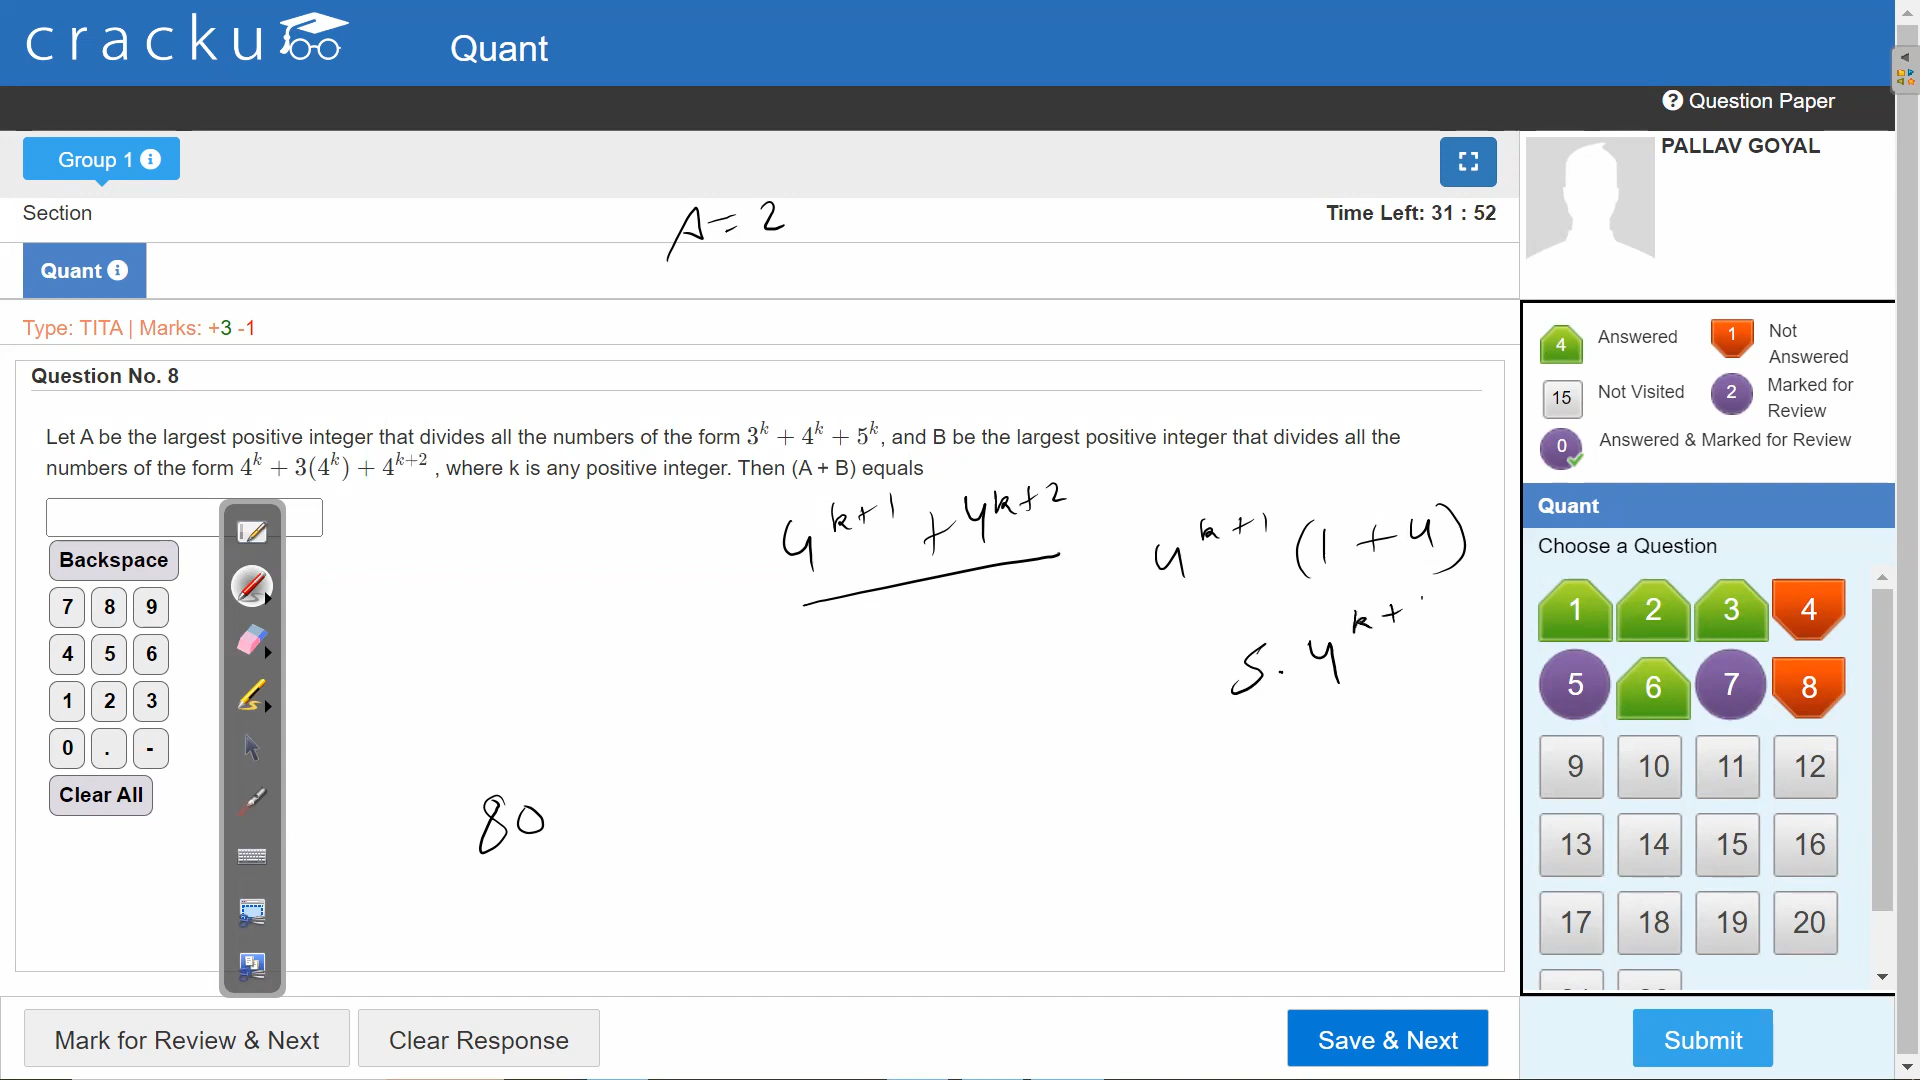 cracku
Quant
Question Paper
Group 1
PALLAV GOYAL
Section
A = 2
Time Left: 31 : 52
Quant
Type: TITA | Marks: +3 -1
4 Answered
1 Not Answered
15 Not Visited
2 Marked for Review
0 Answered & Marked for Review
Question No. 8
Let A be the largest positive integer that divides all the numbers of the form 3^k + 4^k + 5^k, and B be the largest positive integer that divides all the
numbers of the form 4^k + 3(4^k) + 4^{k+2} , where k is any positive integer. Then (A + B) equals
4^{k+1} + 4^{k+2}
4^{k+1} (1 + 4)
5. 4^{k+
80
Backspace
7 8 9
4 5 6
1 2 3
0 . -
Clear All
Quant
Choose a Question
1 2 3 4
5 6 7 8
9 10 11 12
13 14 15 16
17 18 19 20
Mark for Review & Next
Clear Response
Save & Next
Submit